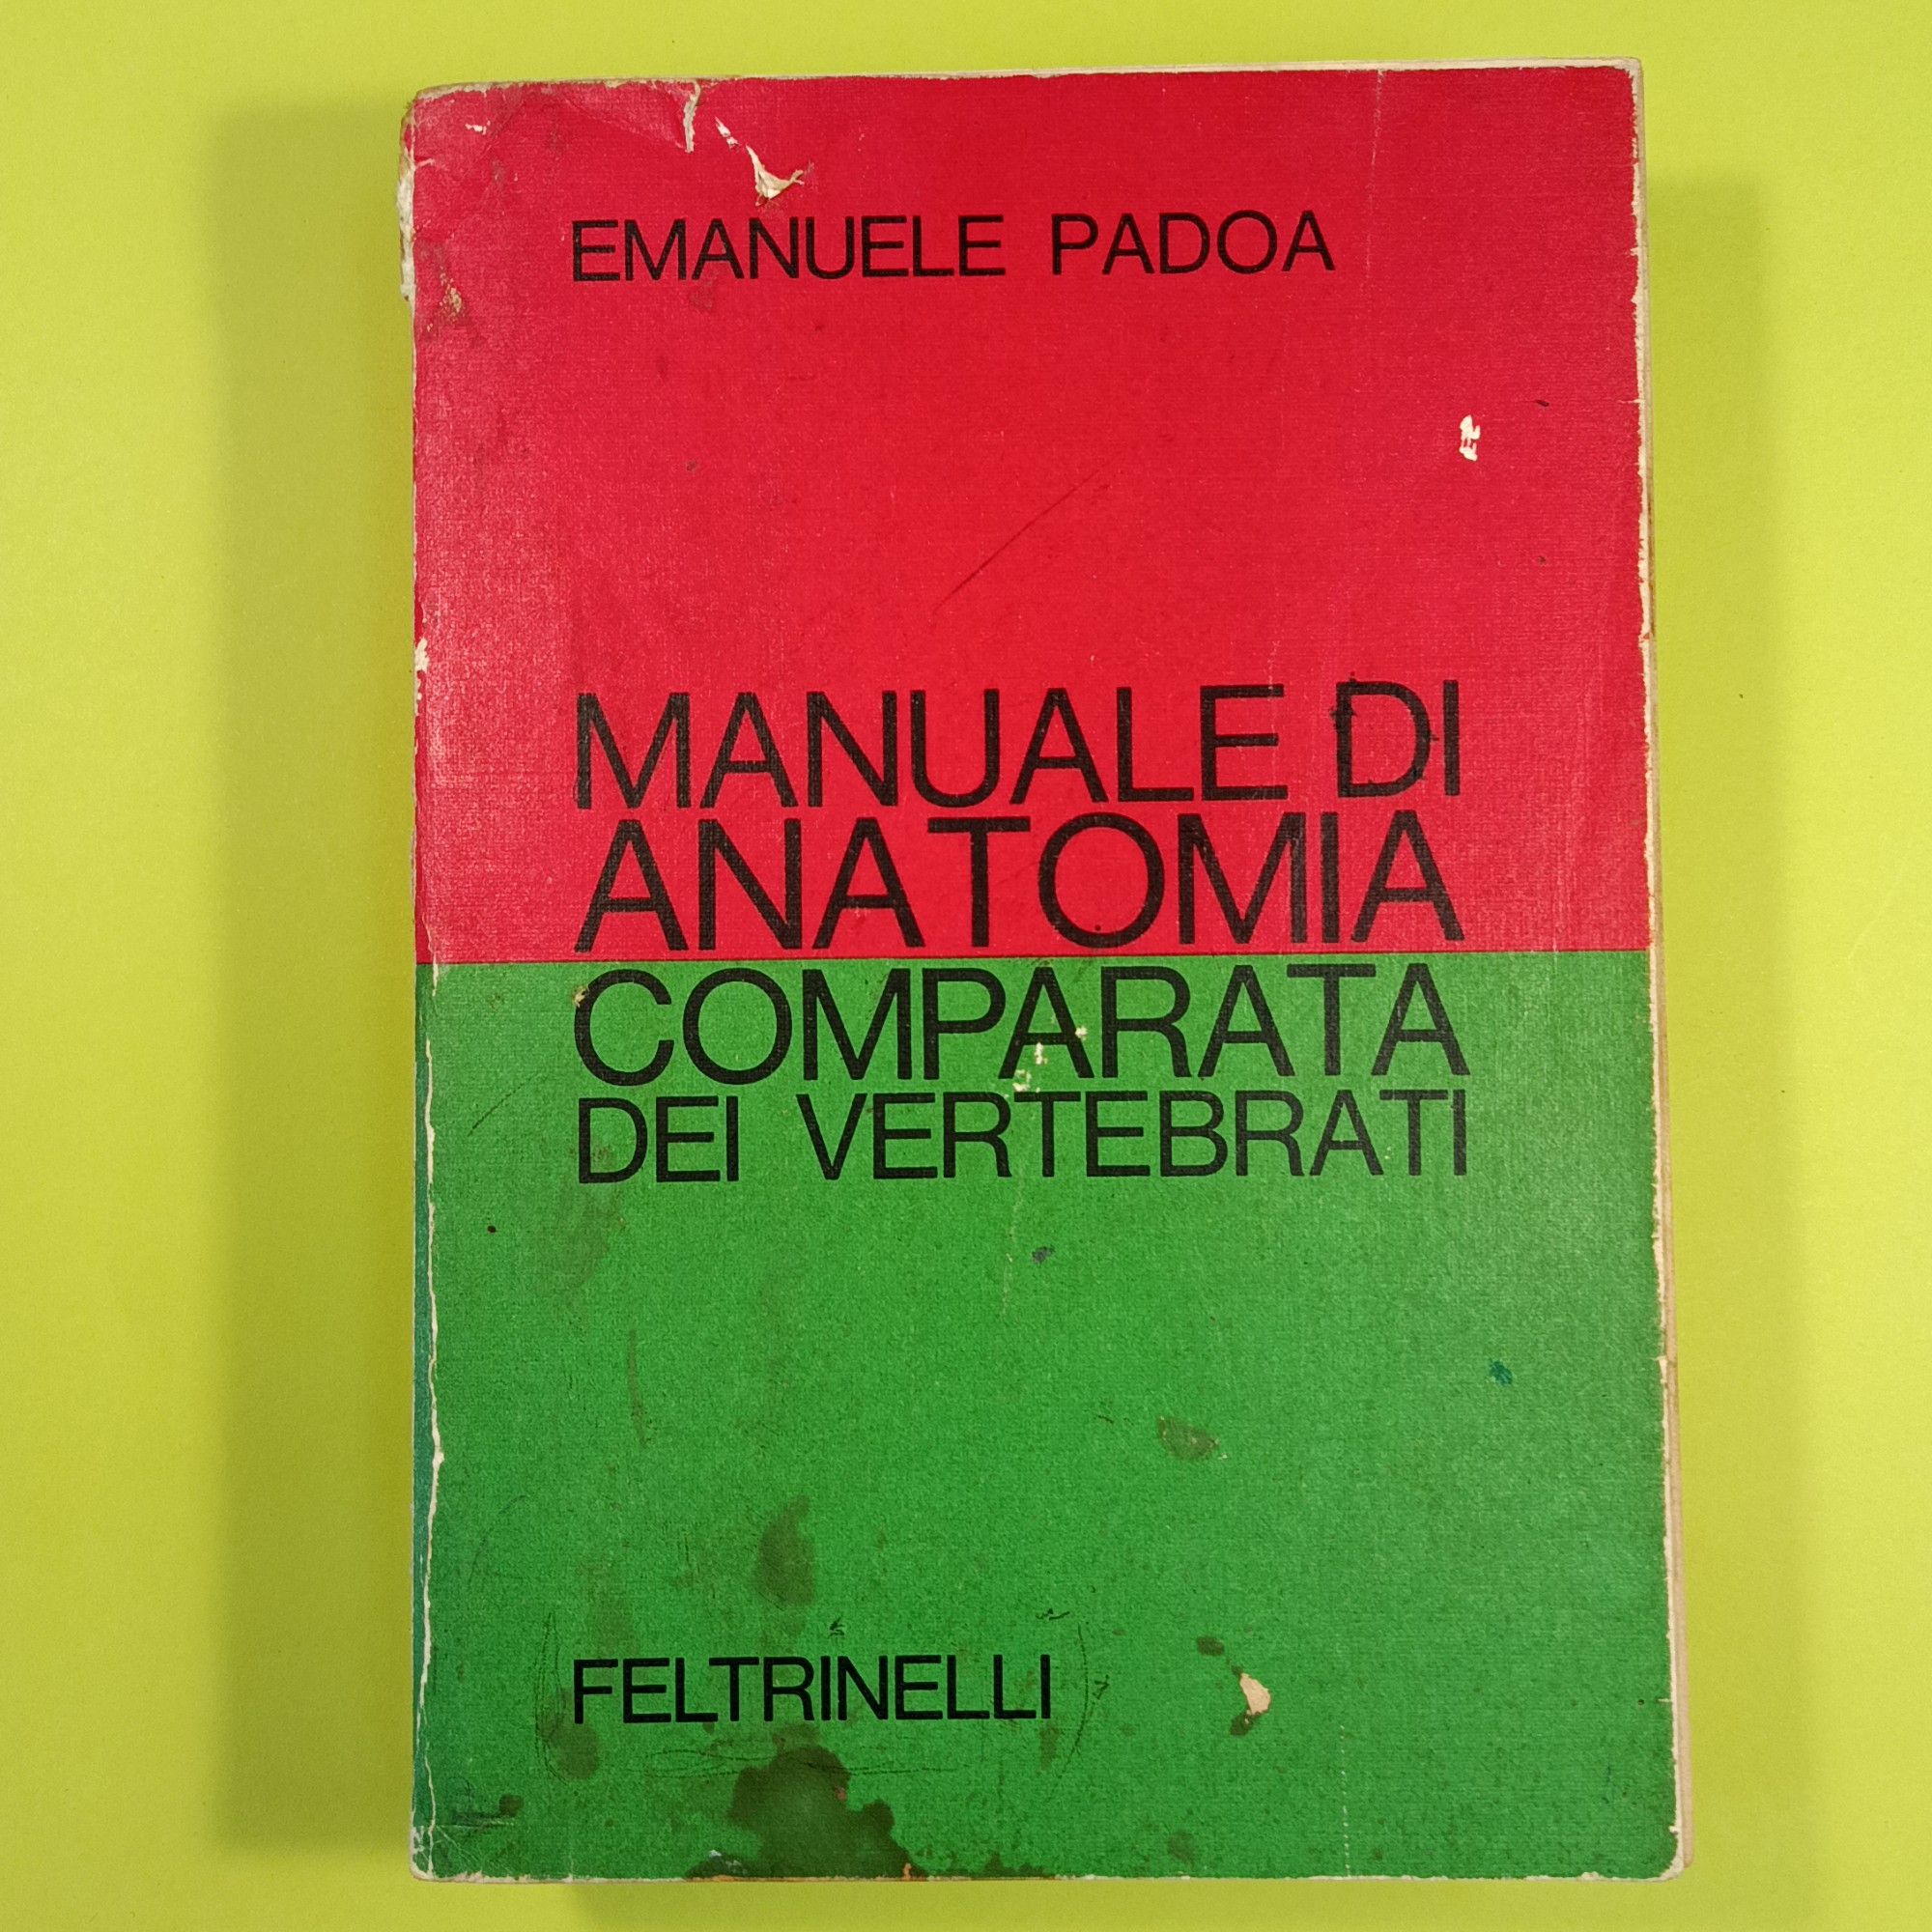 EMANUELE PADOA
MANUALE DI
ANATOMIA
COMPARATA
DEI VERTEBRATI
FELTRINELLI